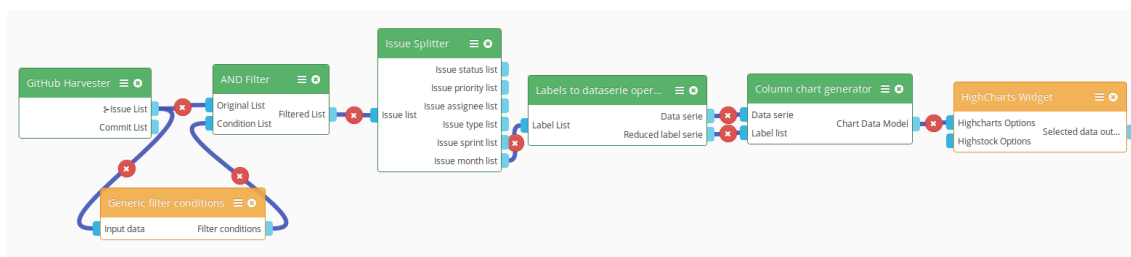 GitHub Harvester
Issue List
Commit List
Generic filter conditions
Input data
Filter conditions
AND Filter
Original List
Condition List
Filtered List
Issue Splitter
Issue list
Issue status list
Issue priority list
Issue assignee list
Issue type list
Issue sprint list
Issue month list
Labels to dataserie oper...
Label List
Data serie
Reduced label serie
Column chart generator
Data serie
Label list
Chart Data Model
HighCharts Widget
Highcharts Options
Highstock Options
Selected data out...